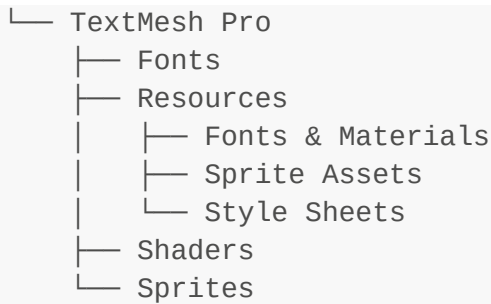 └── TextMesh Pro
    ├── Fonts
    ├── Resources
    │   ├── Fonts & Materials
    │   ├── Sprite Assets
    │   └── Style Sheets
    ├── Shaders
    └── Sprites